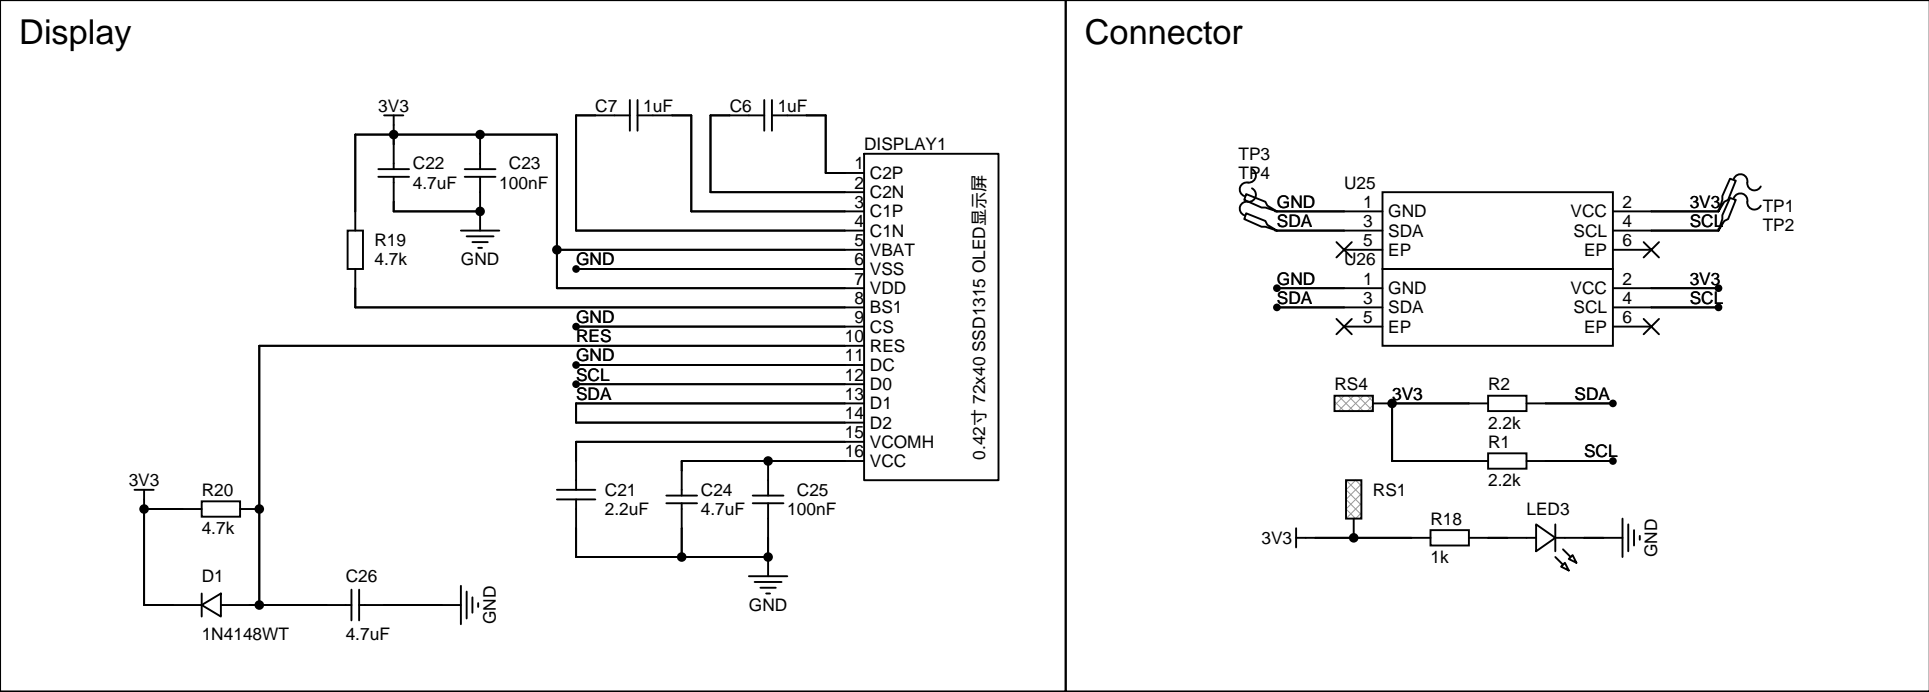 Display
3V3
C22
4.7uF
C23
100nF
GND
R19
4.7k
C7
1uF
C6
1uF
DISPLAY1
1
C2P
2
C2N
3
C1P
4
C1N
5
VBAT
GND
6
VSS
7
VDD
8
BS1
GND
9
CS
RES
10
RES
GND
11
DC
SCL
12
D0
SDA
13
D1
14
D2
15
VCOMH
16
VCC
0.42寸 72x40 SSD1315 OLED显示屏
C21
2.2uF
C24
4.7uF
C25
100nF
GND
3V3
R20
4.7k
D1
1N4148WT
C26
4.7uF
GND
Connector
TP3
TP4
U25
GND
1
GND
SDA
3
SDA
5
EP
VCC
2
3V3
SCL
4
SCL
EP
6
TP1
TP2
U26
GND
1
GND
SDA
3
SDA
5
EP
VCC
2
3V3
SCL
4
SCL
EP
6
RS4
3V3
R2
2.2k
SDA
R1
2.2k
SCL
RS1
3V3
R18
1k
LED3
GND